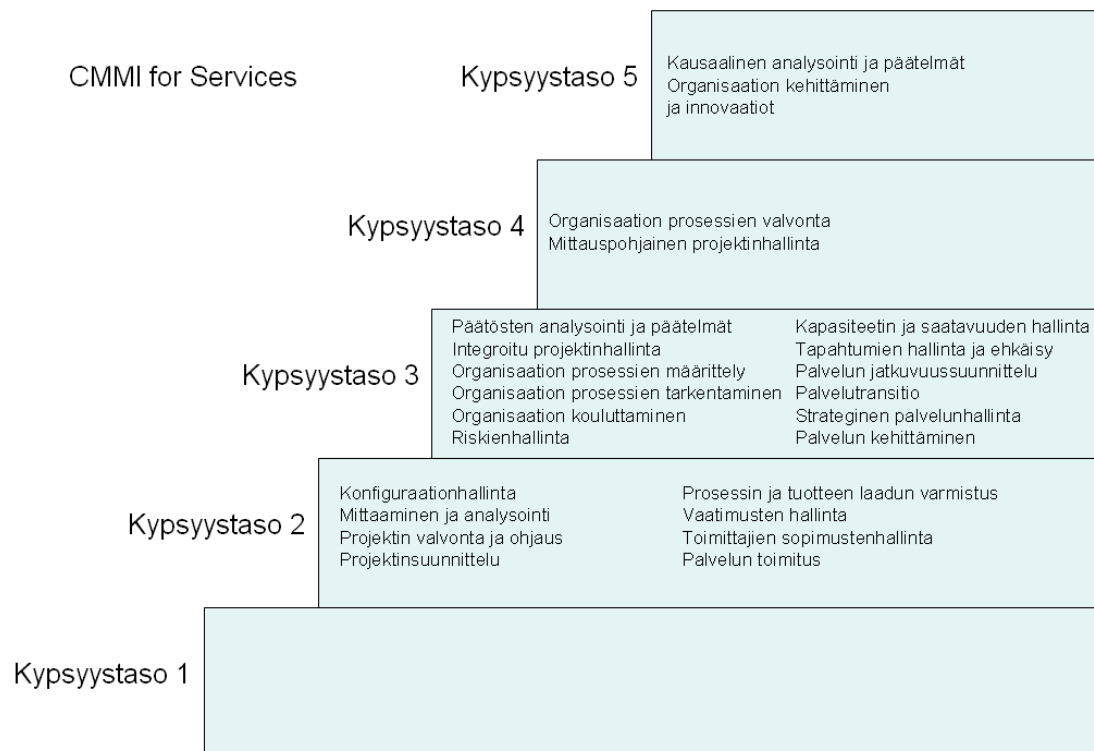 CMMI for Services
Kypsyystaso 5
Kausaalinen analysointi ja päätelmät
Organisaation kehittäminen
ja innovaatiot
Kypsyystaso 4
Organisaation prosessien valvonta
Mittauspohjainen projektinhallinta
Kypsyystaso 3
Päätösten analysointi ja päätelmät
Integroitu projektinhallinta
Organisaation prosessien määrittely
Organisaation prosessien tarkentaminen
Organisaation kouluttaminen
Riskienhallinta
Kapasiteetin ja saatavuuden hallinta
Tapahtumien hallinta ja ehkäisy
Palvelun jatkuvuussuunnittelu
Palvelutransitio
Strateginen palvelunhallinta
Palvelun kehittäminen
Kypsyystaso 2
Konfiguraationhallinta
Mittaaminen ja analysointi
Projektin valvonta ja ohjaus
Projektinsuunnittelu
Prosessin ja tuotteen laadun varmistus
Vaatimusten hallinta
Toimittajien sopimustenhallinta
Palvelun toimitus
Kypsyystaso 1